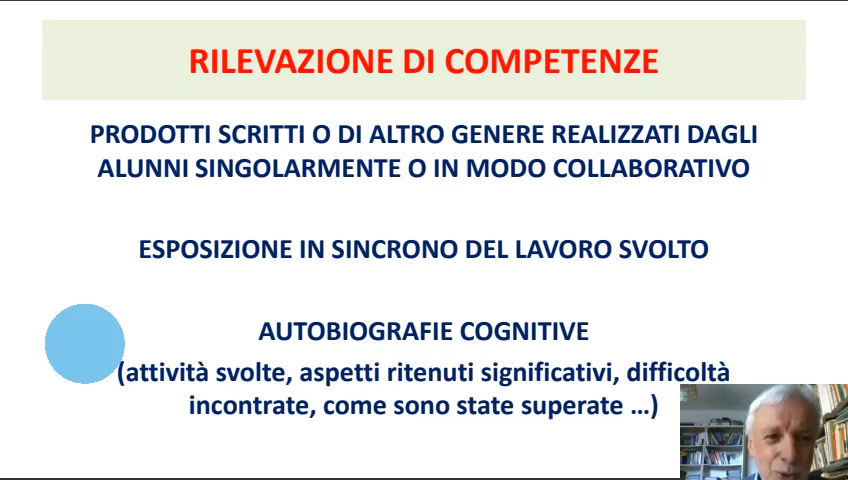 RILEVAZIONE DI COMPETENZE
PRODOTTI SCRITTI O DI ALTRO GENERE REALIZZATI DAGLI
ALUNNI SINGOLARMENTE O IN MODO COLLABORATIVO
ESPOSIZIONE IN SINCRONO DEL LAVORO SVOLTO
AUTOBIOGRAFIE COGNITIVE
(attività svolte, aspetti ritenuti significativi, difficoltà
incontrate, come sono state superate …)